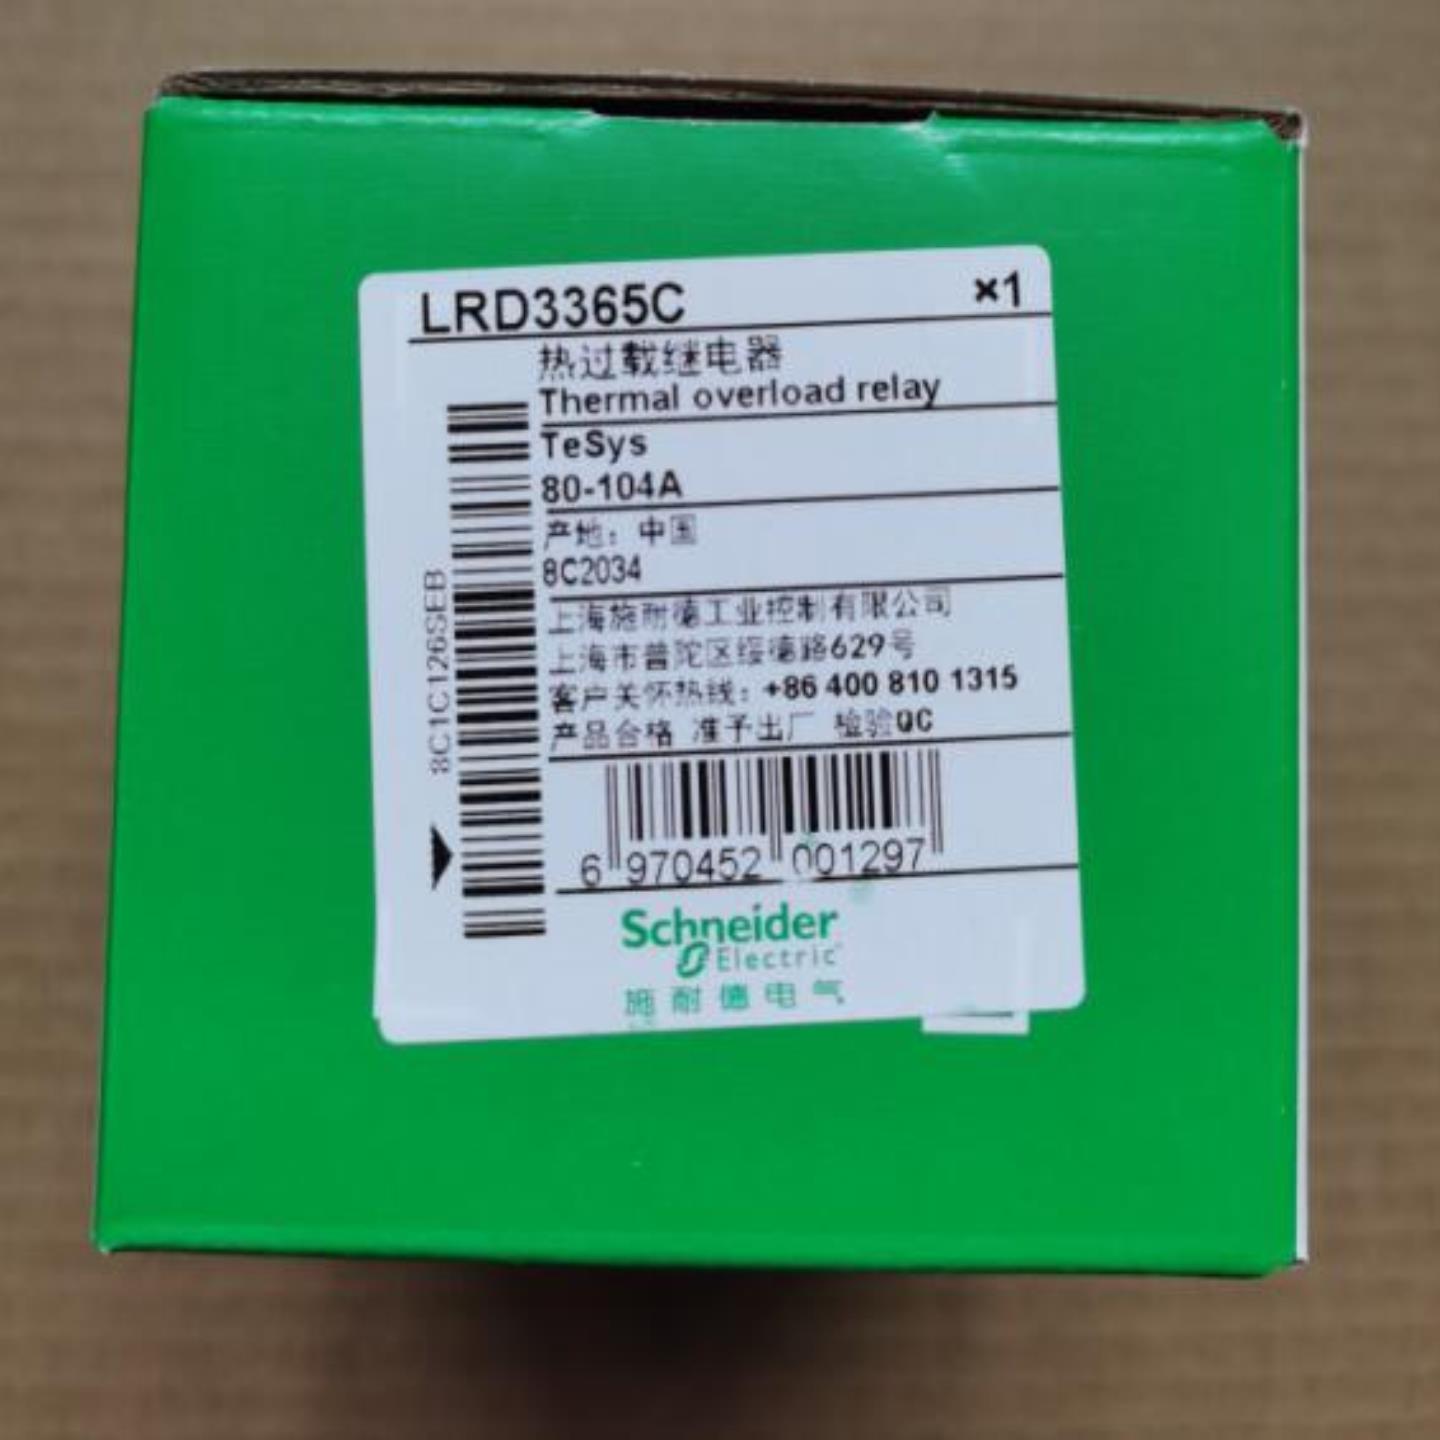 LRD3365C ×1
热过载继电器
Thermal overload relay
TeSys
80-104A
产地：中国
8C2034
上海施耐德工业控制有限公司
上海市普陀区绥德路629号
客户关怀热线：+86 400 810 1315
产品合格 准予出厂 检验QC
8C1C126SEB
6 970452 001297
Schneider
Electric
施耐德电气